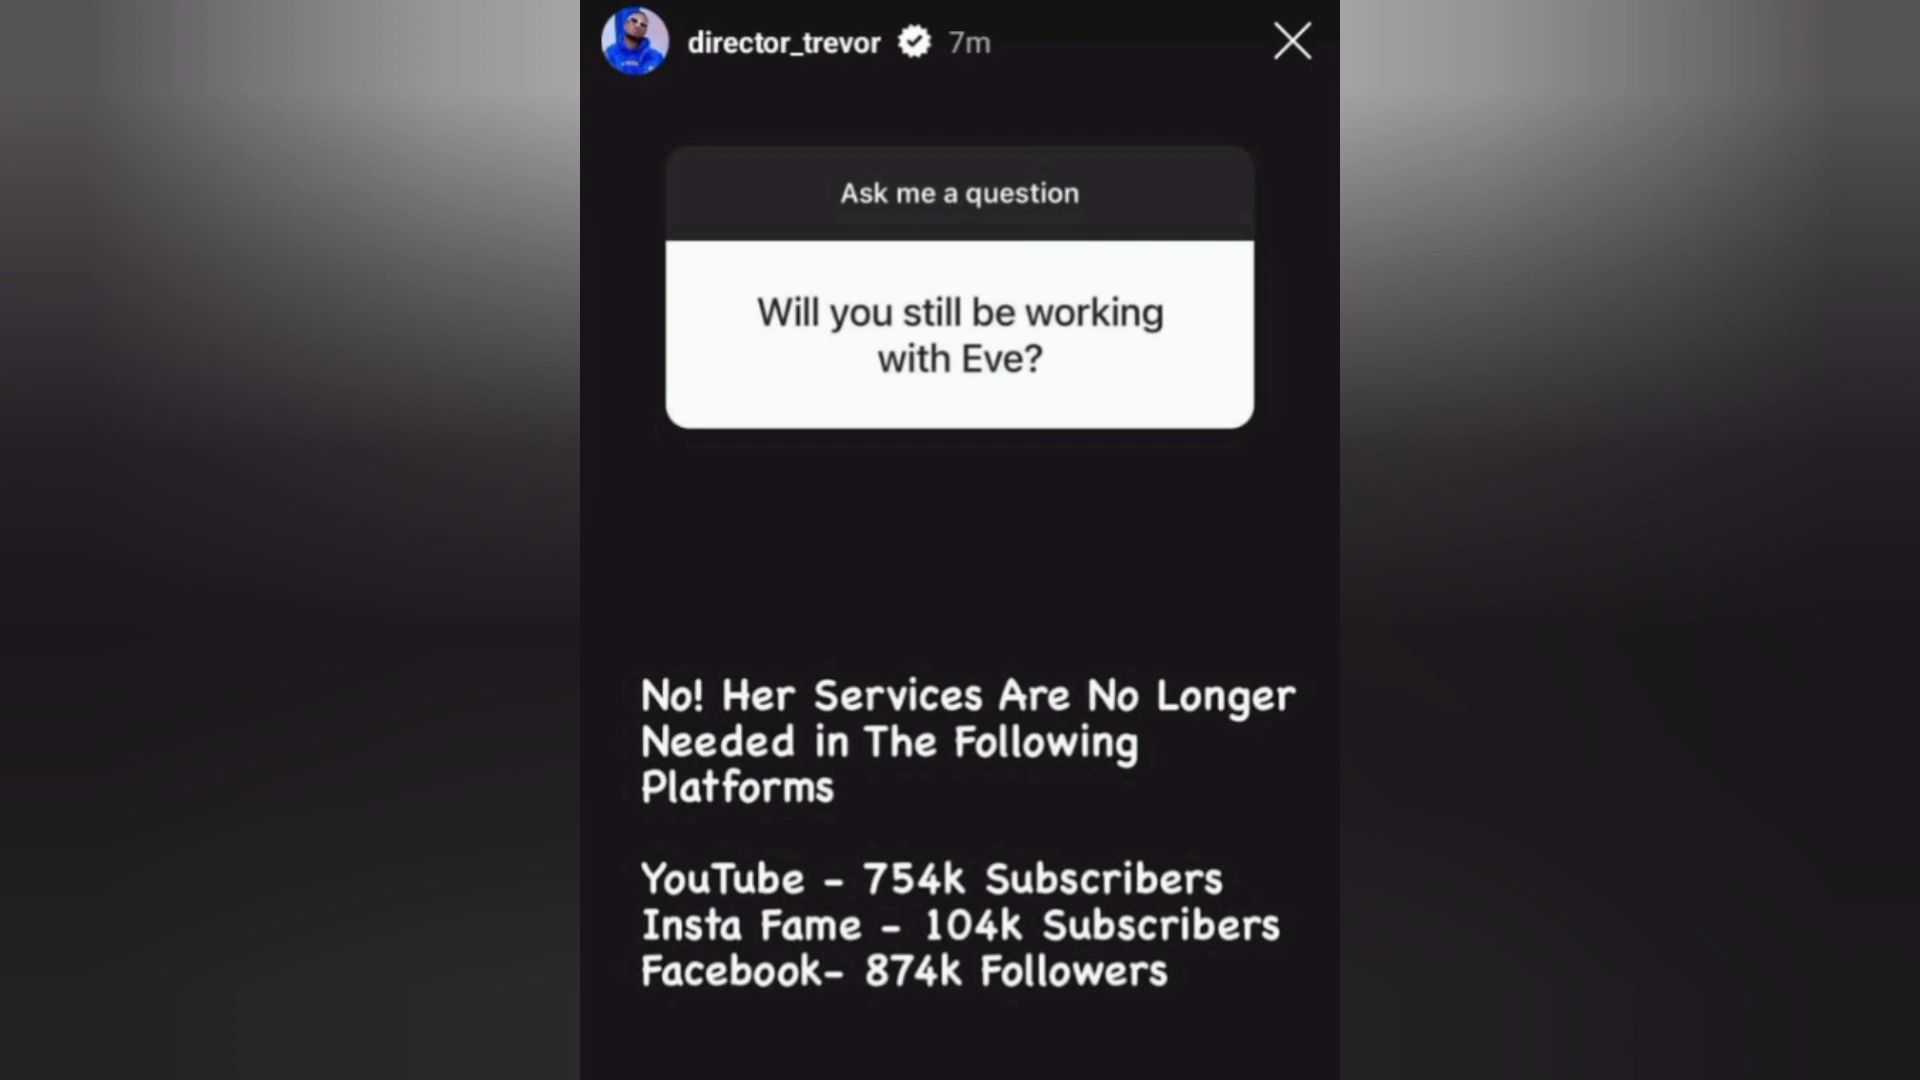 director_trevor 7m
Ask me a question
Will you still be working
with Eve?
No! Her Services Are No Longer
Needed in The Following
Platforms
YouTube - 754k Subscribers
Insta Fame - 104k Subscribers
Facebook- 874k Followers